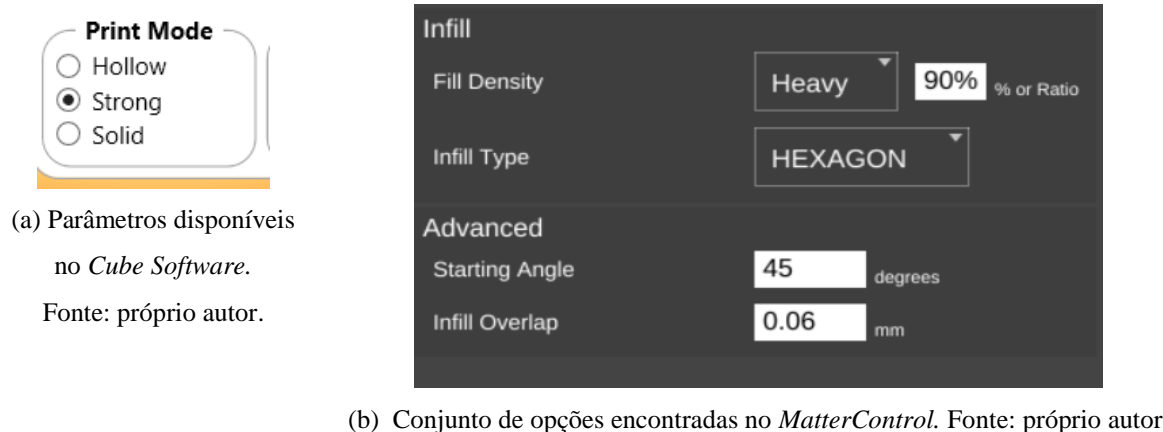 Print Mode
Hollow
Strong
Solid
(a) Parâmetros disponíveis
no Cube Software.
Fonte: próprio autor.
Infill
Fill Density Heavy 90% % or Ratio
Infill Type HEXAGON
Advanced
Starting Angle 45 degrees
Infill Overlap 0.06 mm
(b) Conjunto de opções encontradas no MatterControl. Fonte: próprio autor